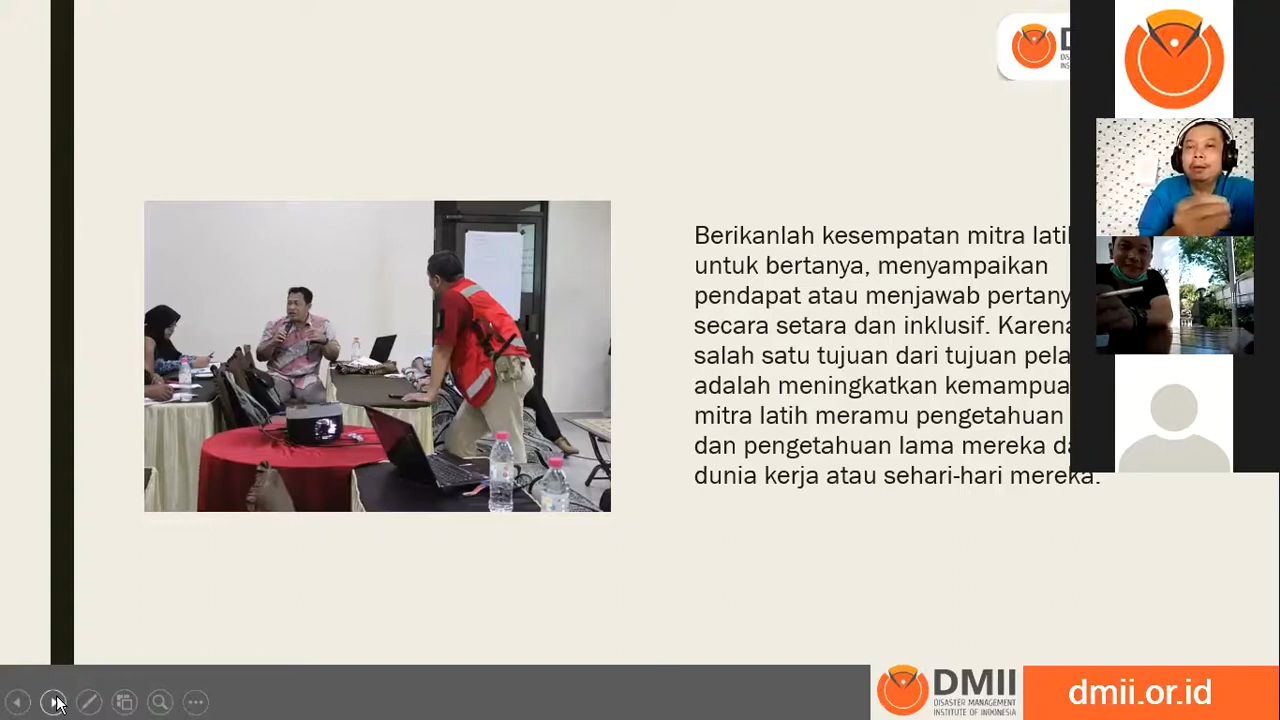 Berikanlah kesempatan mitra
untuk bertanya, menyampaikan
pendapat atau menjawab
secara setara dan inklusif. Karena
salah satu tujuan dari tujuan
adalah meningkatkan
mitra latih meramu pengetahuan
dan pengetahuan lama mereka
dunia kerja atau sehari-hari mereka.
DMII
DISASTER MANAGEMENT
INSTITUTE OF INDONESIA
dmii.or.id